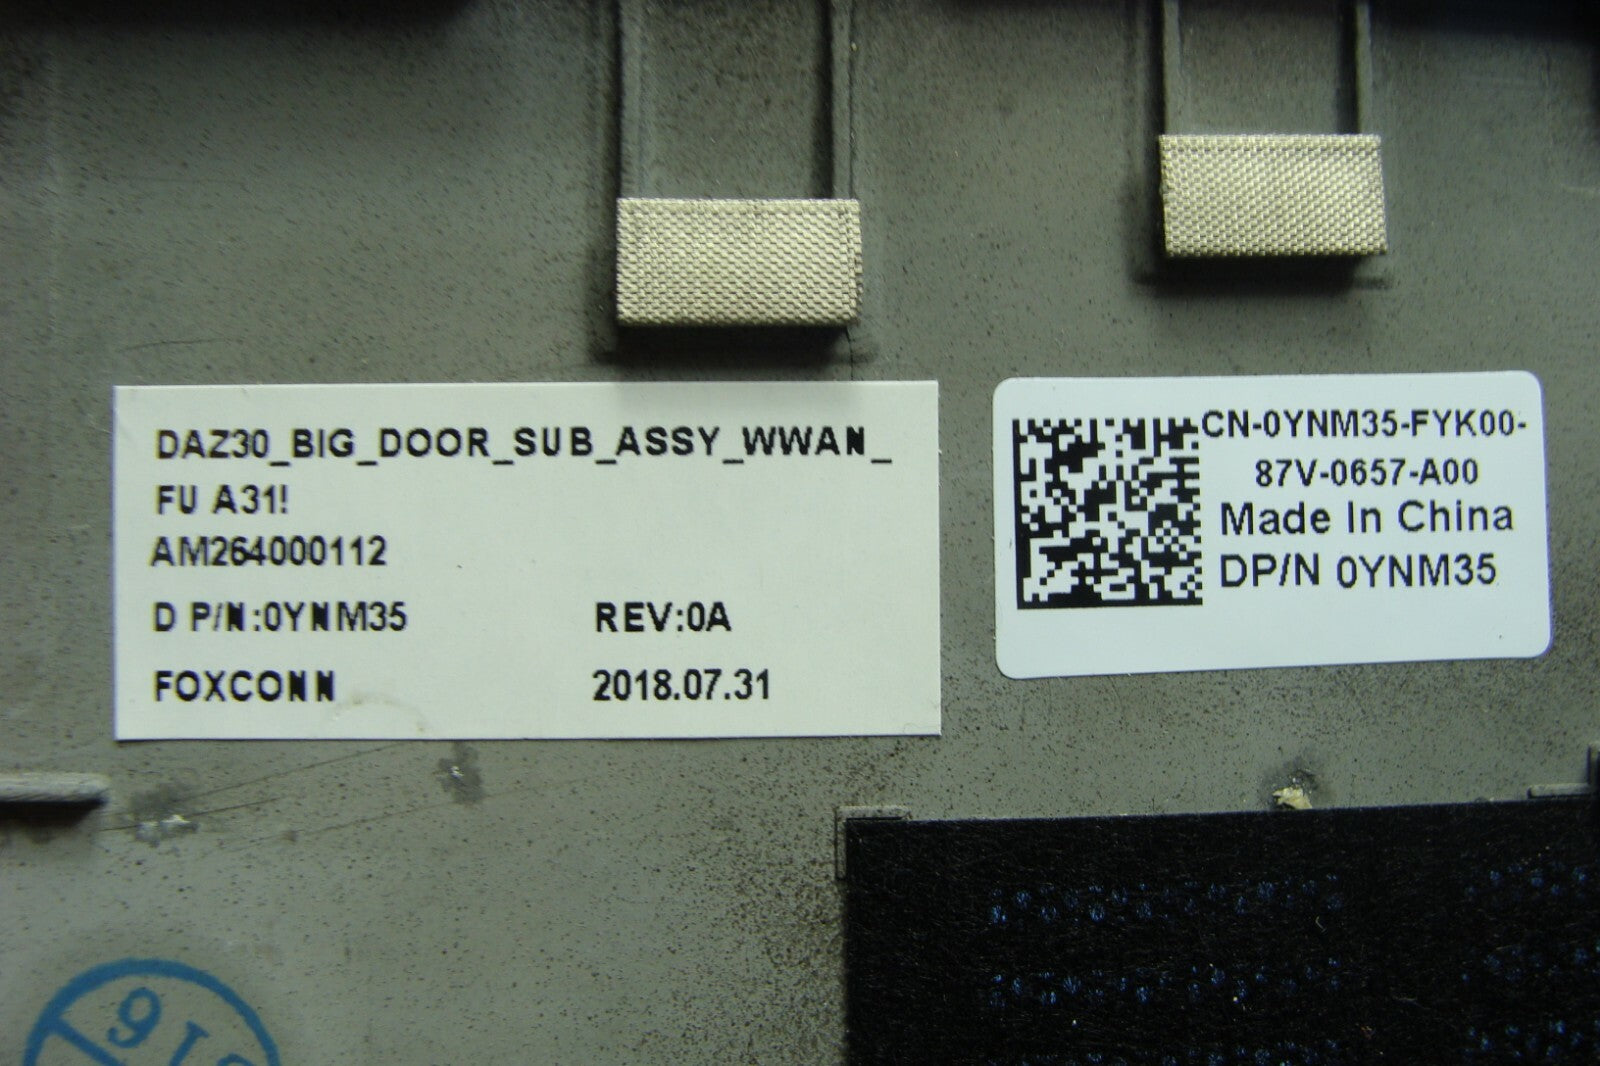 DAZ30_BIG_DOOR_SUB_ASSY_WWAN_
FU A31!
AM264000112
D P/N:0YNM35 REV:0A
FOXCONN 2018.07.31
CN-0YNM35-FYK00-
87V-0657-A00
Made In China
DP/N 0YNM35